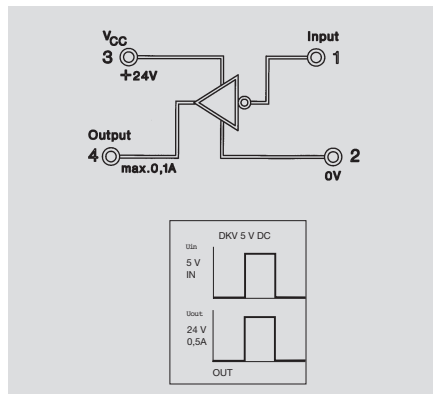 VCC
3
+24V
Input
1
Output
4
max.0,1A
2
0V
DKV 5 V DC
Uin
5 V
IN
Uout
24 V
0,5A
OUT